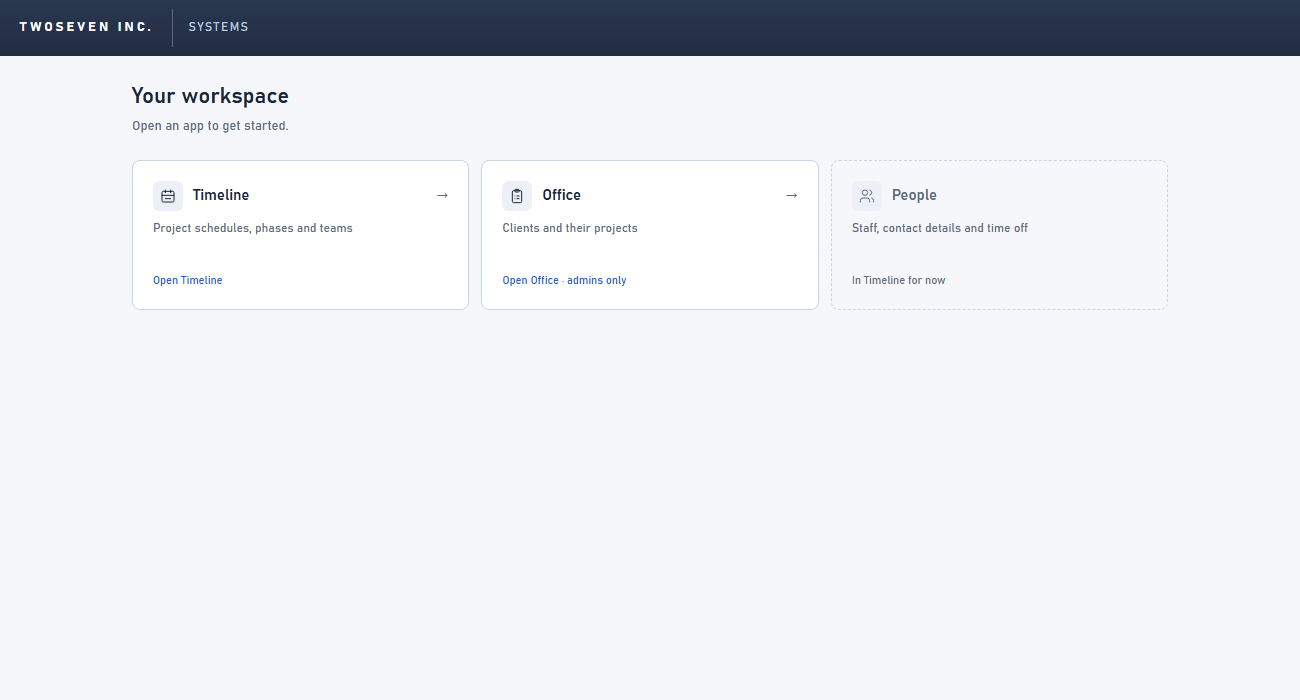 TWOSEVEN INC.
SYSTEMS
Your workspace
Open an app to get started.
Timeline →
Project schedules, phases and teams
Open Timeline
Office →
Clients and their projects
Open Office · admins only
People
Staff, contact details and time off
In Timeline for now